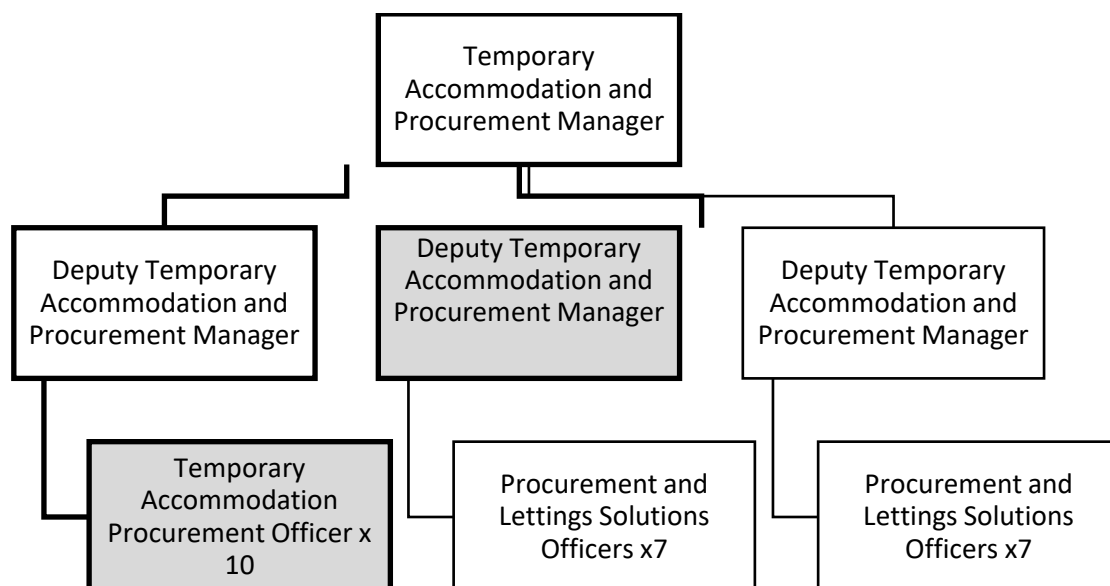 Temporary
Accommodation and
Procurement Manager
Deputy Temporary
Accommodation and
Procurement Manager
Deputy Temporary
Accommodation and
Procurement Manager
Deputy Temporary
Accommodation and
Procurement Manager
Temporary
Accommodation
Procurement Officer x
10
Procurement and
Lettings Solutions
Officers x7
Procurement and
Lettings Solutions
Officers x7